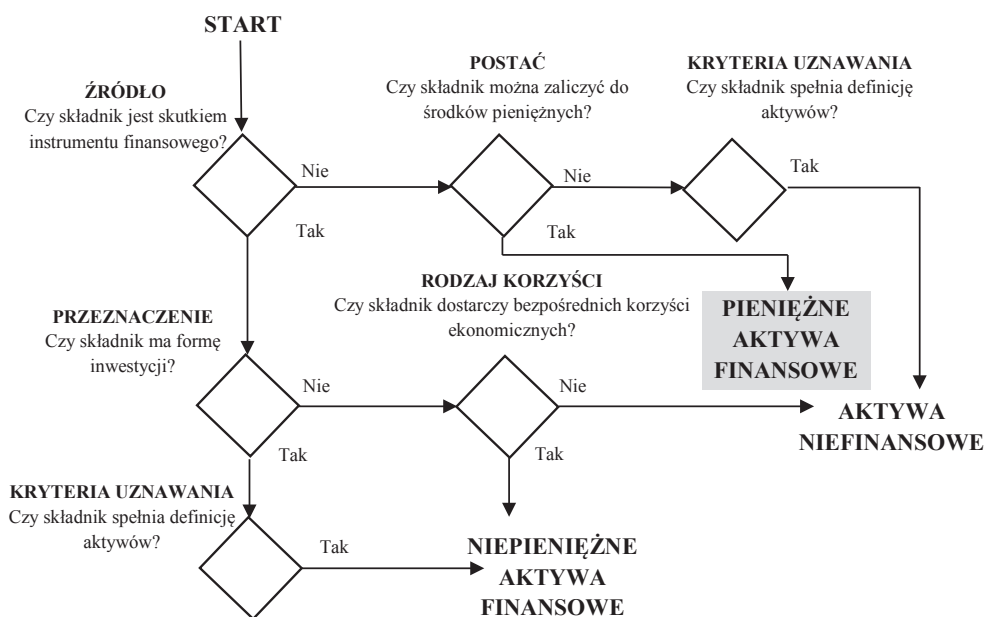 START
ŹRÓDŁO
Czy składnik jest skutkiem
instrumentu finansowego?
Nie
Tak
POSTAĆ
Czy składnik można zaliczyć do
środków pieniężnych?
Nie
Tak
KRYTERIA UZNAWANIA
Czy składnik spełnia definicję
aktywów?
Tak
PIENIĘŻNE
AKTYWA
FINANSOWE
PRZEZNACZENIE
Czy składnik ma formę
inwestycji?
Nie
Tak
RODZAJ KORZYŚCI
Czy składnik dostarczy bezpośrednich korzyści
ekonomicznych?
Nie
Tak
AKTYWA
NIEFINANSOWE
KRYTERIA UZNAWANIA
Czy składnik spełnia definicję
aktywów?
Tak
NIEPIENIĘŻNE
AKTYWA
FINANSOWE